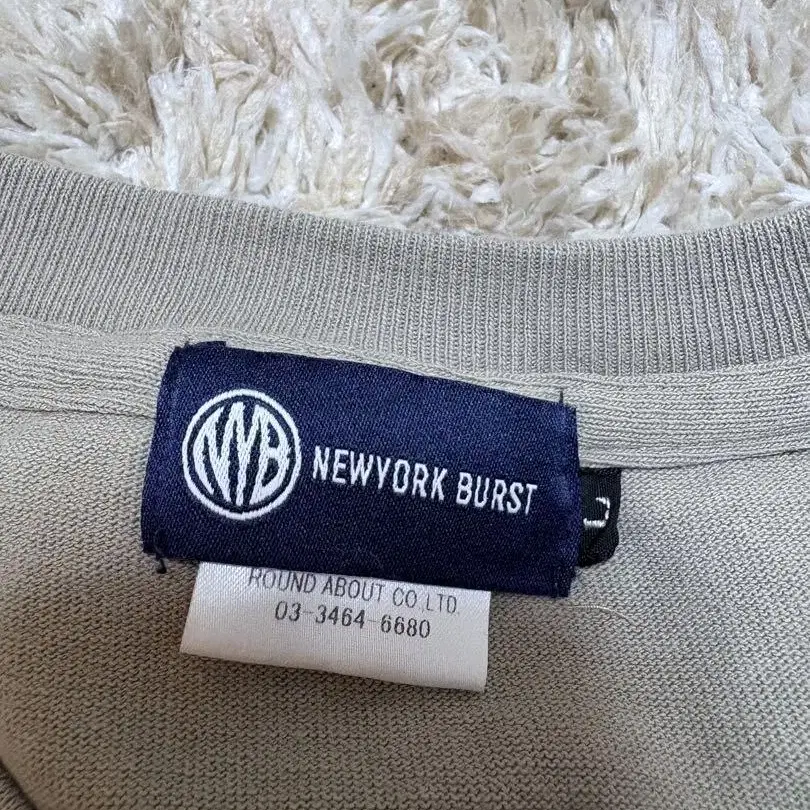 NYB
NEWYORK BURST
L
ROUND ABOUT CO.,LTD.
03-3464-6680